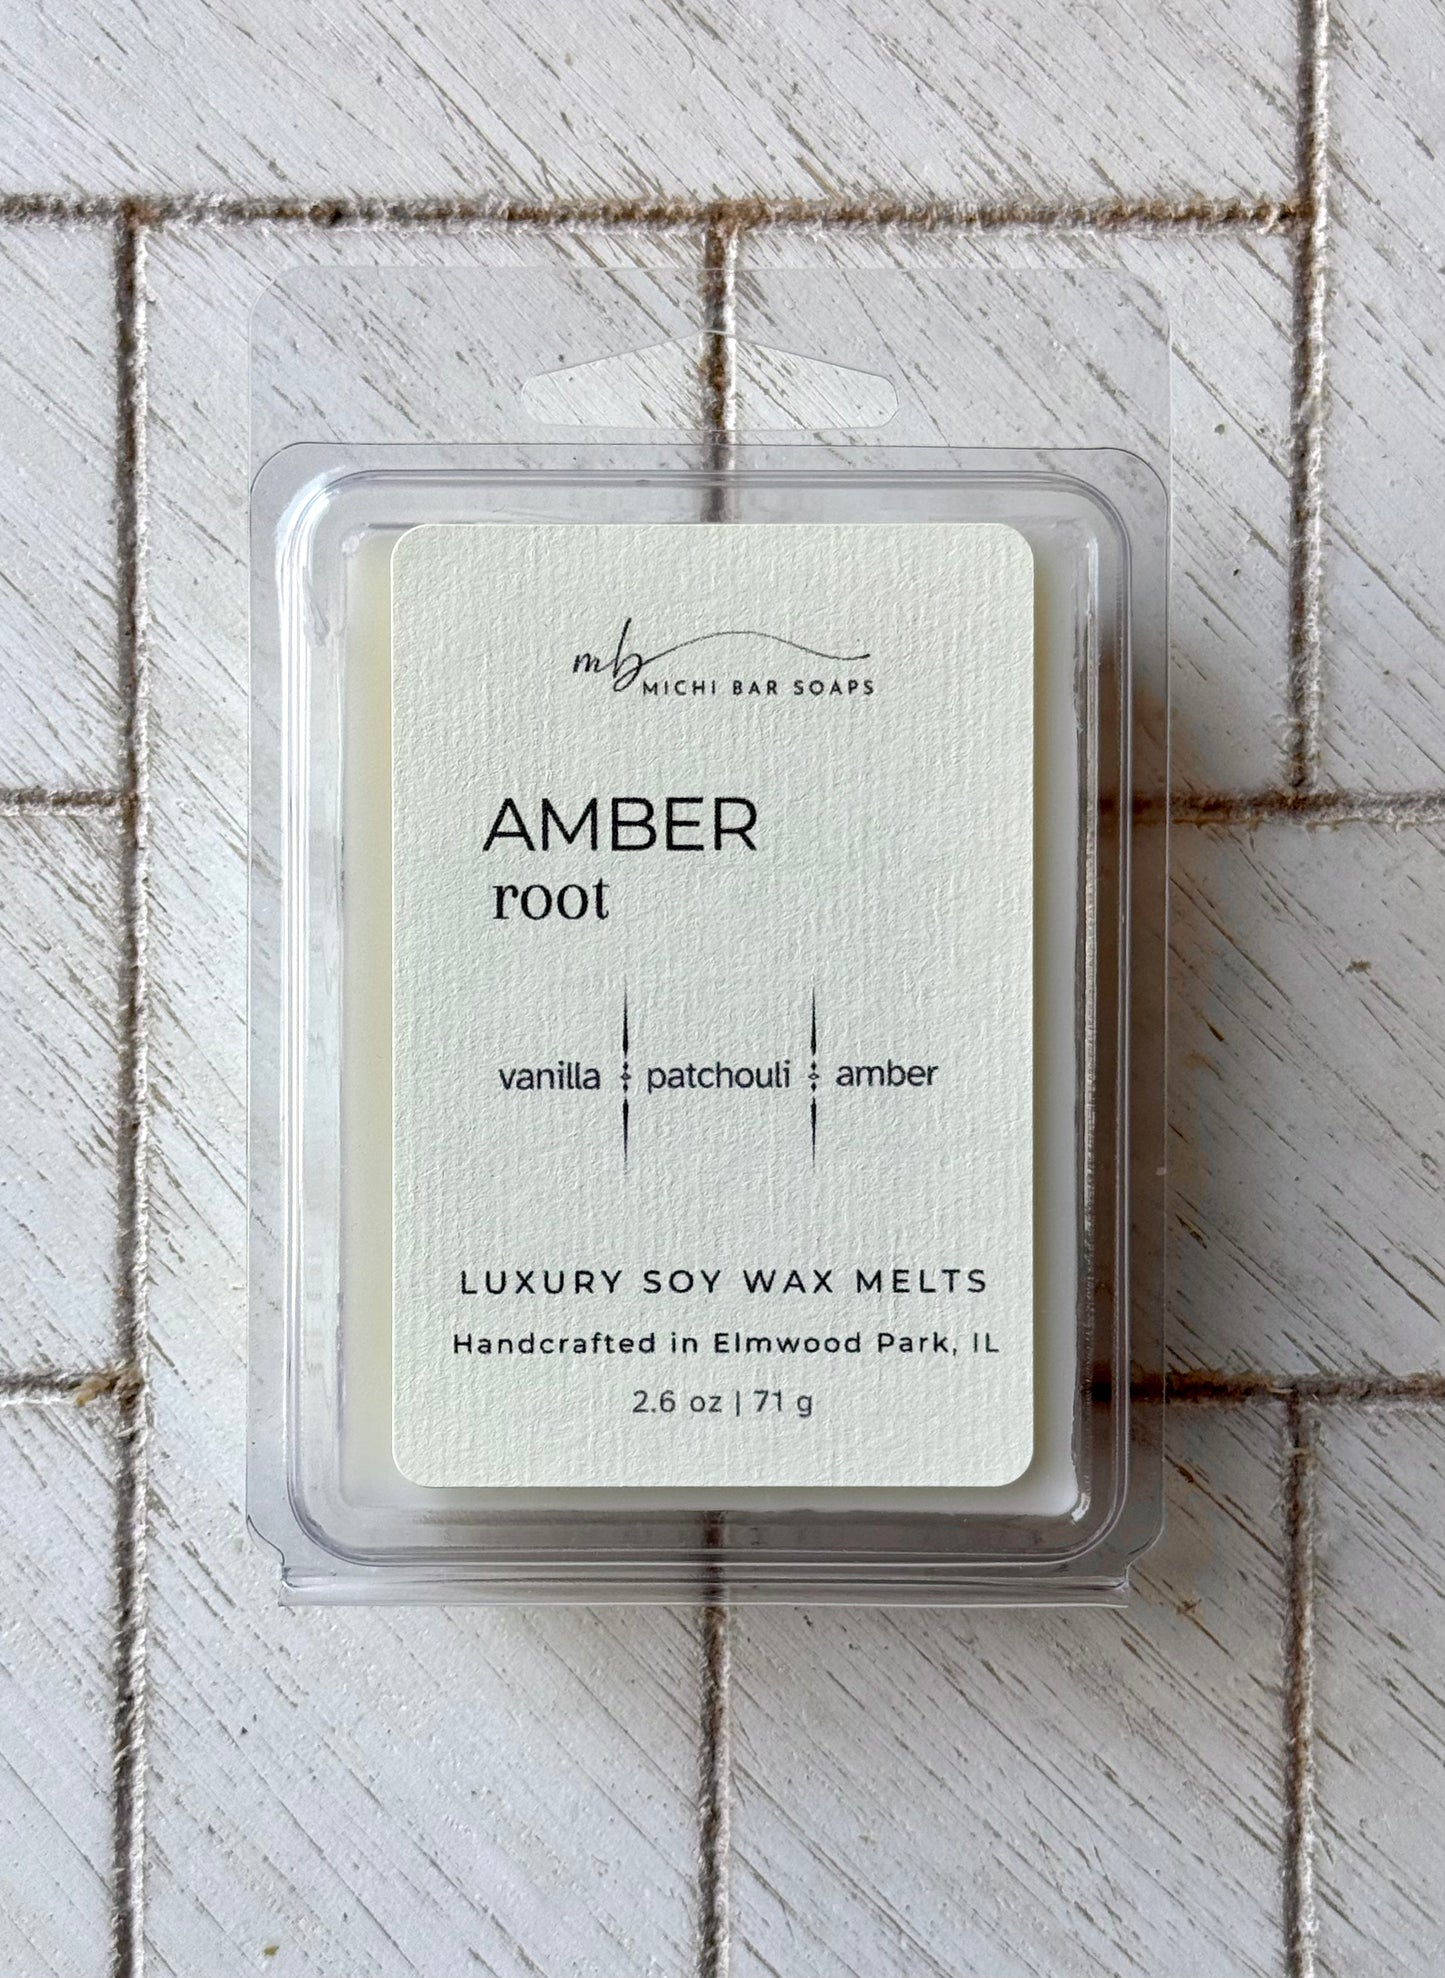 mb
MICHI BAR SOAPS
AMBER
root
vanilla patchouli amber
LUXURY SOY WAX MELTS
Handcrafted in Elmwood Park, IL
2.6 oz | 71 g